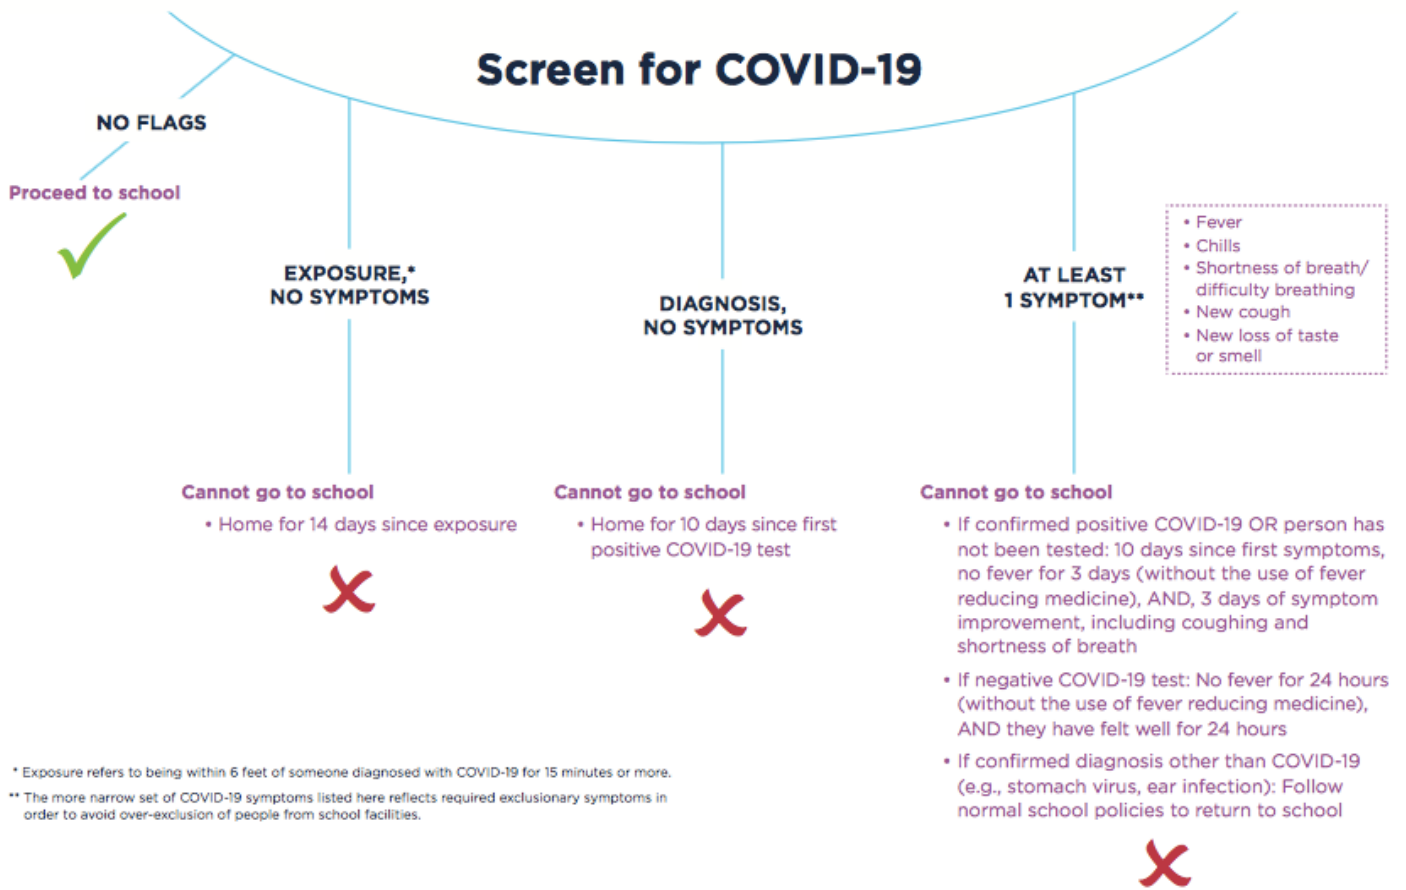 Screen for COVID-19
NO FLAGS
Proceed to school
EXPOSURE,*
NO SYMPTOMS
Cannot go to school
• Home for 14 days since exposure
DIAGNOSIS,
NO SYMPTOMS
Cannot go to school
• Home for 10 days since first
positive COVID-19 test
AT LEAST
1 SYMPTOM**
• Fever
• Chills
• Shortness of breath/
difficulty breathing
• New cough
• New loss of taste
or smell
Cannot go to school
• If confirmed positive COVID-19 OR person has
not been tested: 10 days since first symptoms,
no fever for 3 days (without the use of fever
reducing medicine), AND, 3 days of symptom
improvement, including coughing and
shortness of breath
• If negative COVID-19 test: No fever for 24 hours
(without the use of fever reducing medicine),
AND they have felt well for 24 hours
• If confirmed diagnosis other than COVID-19
(e.g., stomach virus, ear infection): Follow
normal school policies to return to school
* Exposure refers to being within 6 feet of someone diagnosed with COVID-19 for 15 minutes or more.
** The more narrow set of COVID-19 symptoms listed here reflects required exclusionary symptoms in
order to avoid over-exclusion of people from school facilities.